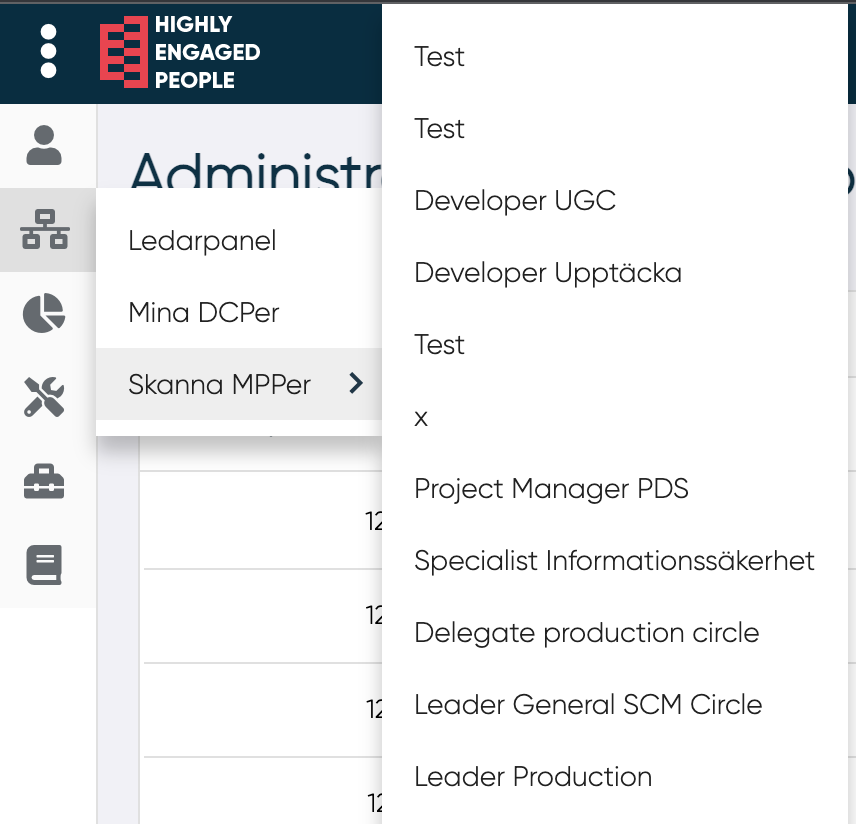 HIGHLY
ENGAGED
PEOPLE
Ledarpanel
Mina DCPer
Skanna MPPer
Test
Test
Developer UGC
Developer Upptäcka
Test
x
Project Manager PDS
Specialist Informationssäkerhet
Delegate production circle
Leader General SCM Circle
Leader Production
12
12
12
12